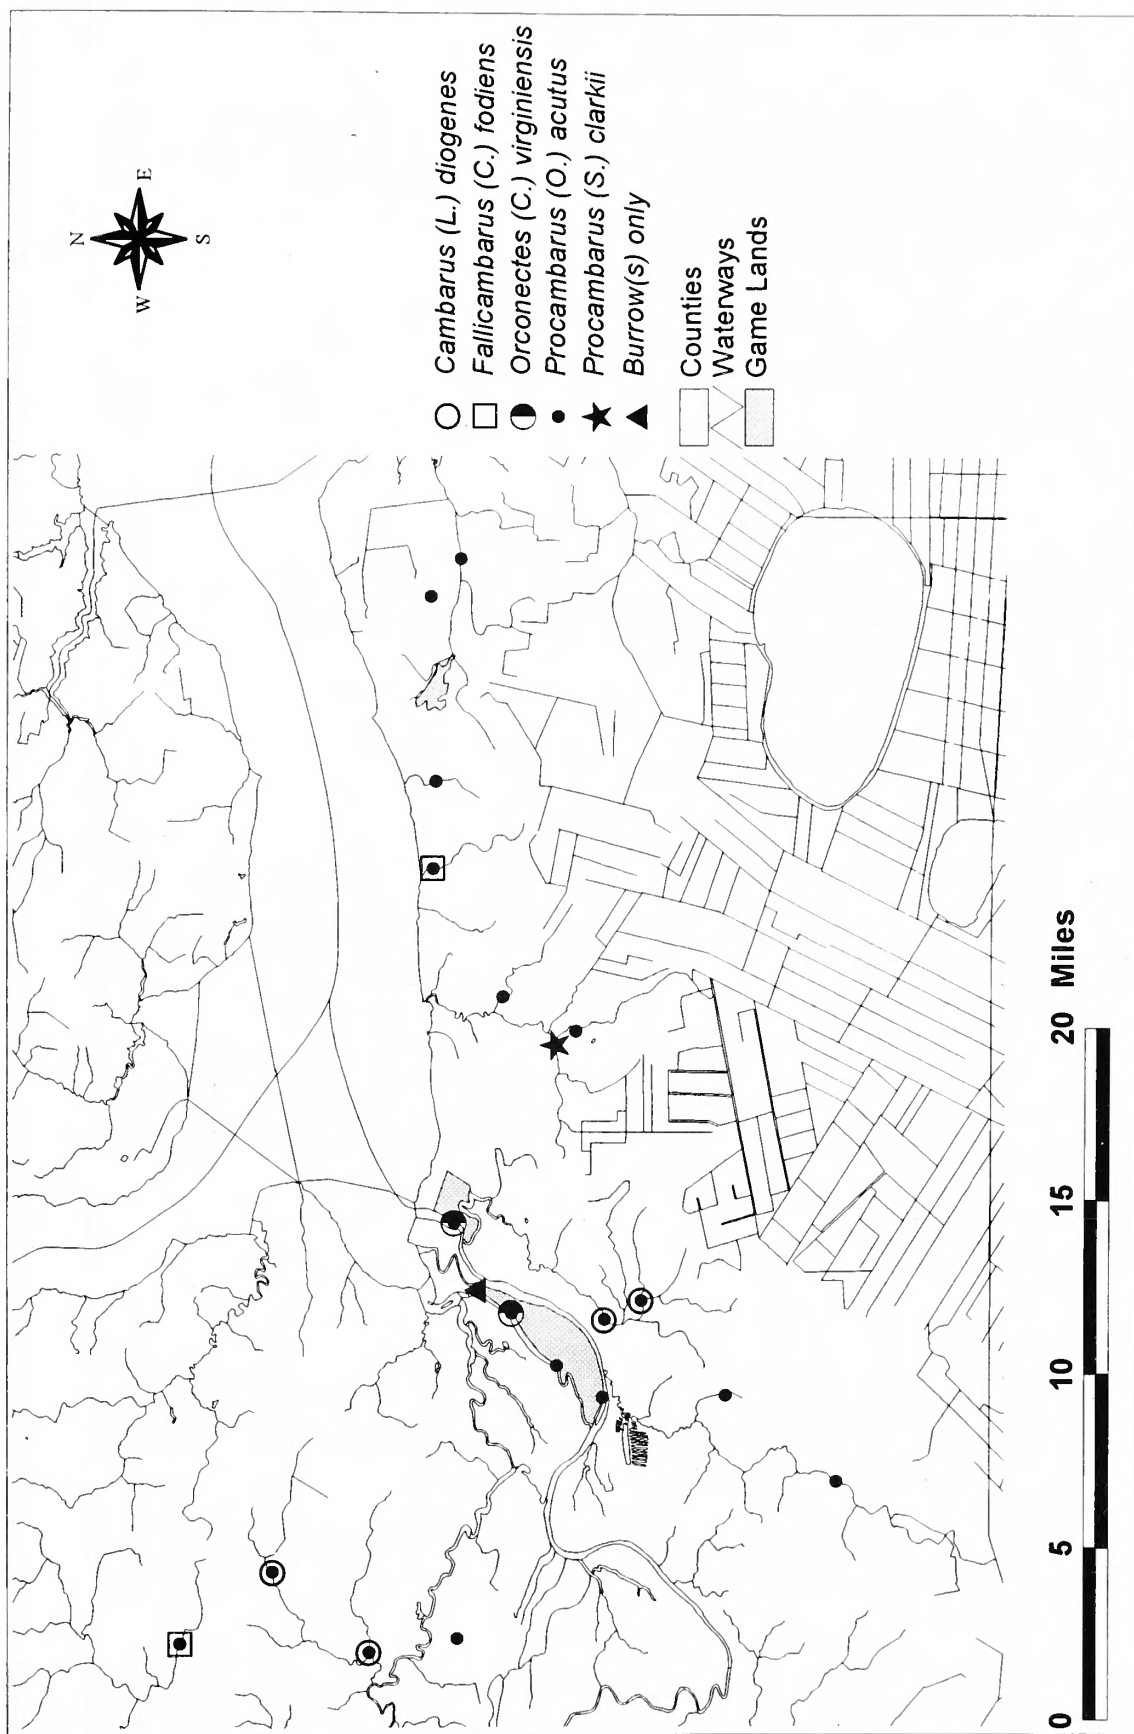 N
W
E
S
Cambarus (L.) diogenes
Fallicambarus (C.) fodiens
Orconectes (C.) virginiensis
Procambarus (O.) acutus
Procambarus (S.) clarkii
Burrow(s) only
Counties
Waterways
Game Lands
0 5 10 15 20 Miles